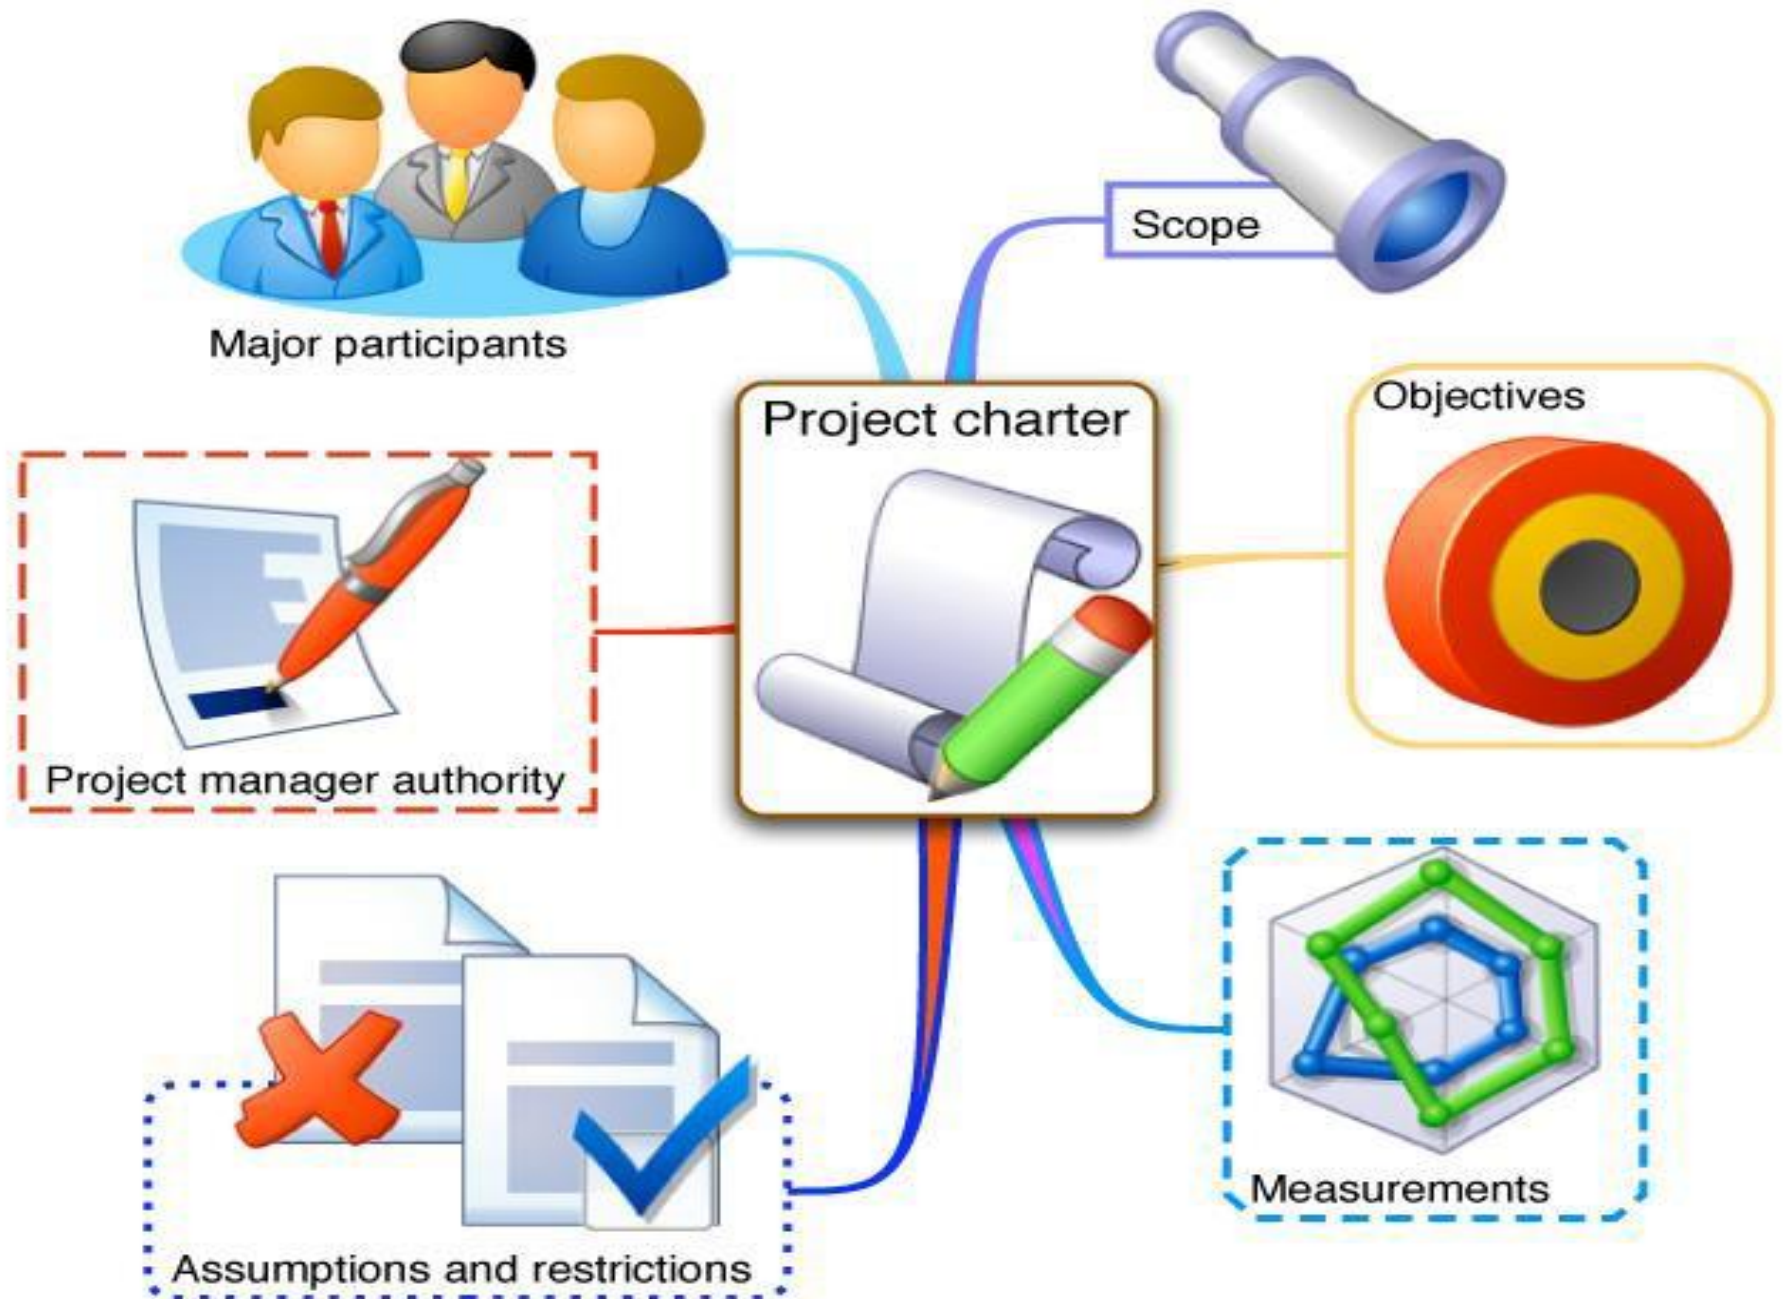 Major participants
Scope
Project charter
Objectives
Project manager authority
Measurements
Assumptions and restrictions